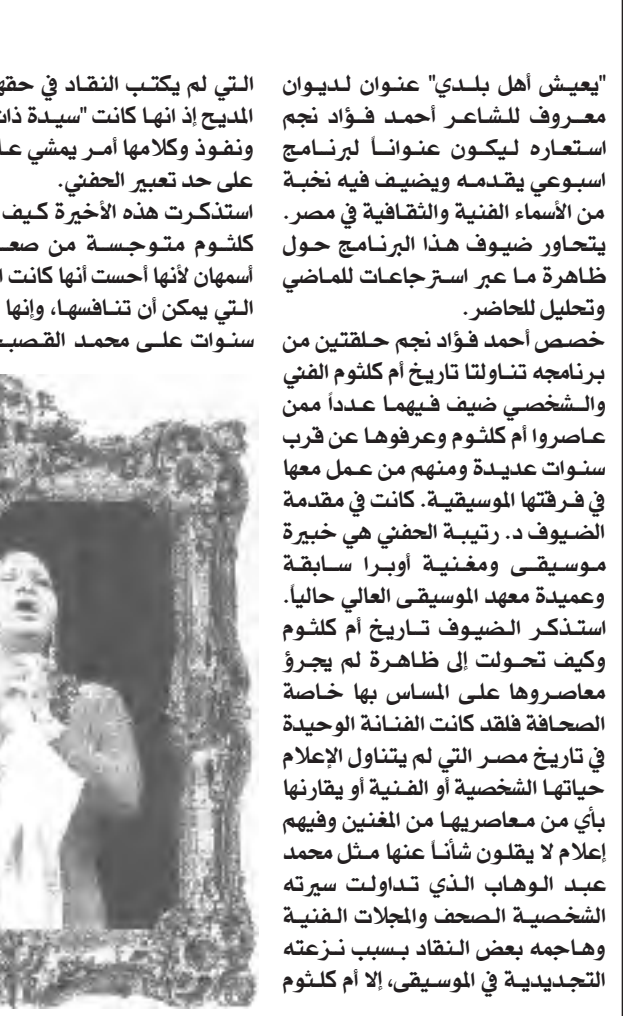 "يعيش أهل بلدي" عنوان لديوان
معروف للشاعر أحمد فؤاد نجم
استعاره ليكون عنواناً لبرنامج
اسبوعي يقدمه ويضيف فيه نخبة
من الأسماء الفنية والثقافية في مصر.
يتحاور ضيوف هذا البرنامج حول
ظاهرة ما عبر استرجاعات للماضي
وتحليل للحاضر.
خصص أحمد فؤاد نجم حلقتين من
برنامجه تناولتا تاريخ أم كلثوم الفني
والشخصي ضيف فيهما عدداً ممن
عاصروا أم كلثوم وعرفوها عن قرب
سنوات عديدة ومنهم من عمل معها
في فرقتها الموسيقية. كانت في مقدمة
الضيوف د. رتيبة الحفني هي خبيرة
موسيقى ومغنية أوبرا سابقة
وعميدة معهد الموسيقى العالي حالياً.
استذكر الضيوف تاريخ أم كلثوم
وكيف تحولت إلى ظاهرة لم يجرؤ
معاصروها على المساس بها خاصة
الصحافة فلقد كانت الفنانة الوحيدة
في تاريخ مصر التي لم يتناول الإعلام
حياتها الشخصية أو الفنية أو يقارنها
بأي من معاصريها من المغنين وفيهم
إعلام لا يقلون شأناً عنها مثل محمد
عبد الوهاب الذي تداولت سيرته
الشخصية الصحف والمجلات الفنية
وهاجمه بعض النقاد بسبب نزعته
التجديدية في الموسيقى، إلا أم كلثوم
التي لم يكتب النقاد في حقه
المديح إذ انها كانت "سيدة ذات
ونفوذ وكلامها أمر يمشي
على حد تعبير الحفني.
استذكرت هذه الأخيرة كيف
كلثوم متوجسة من
أسمهان لأنها أحست أنها كانت
التي يمكن أن تنافسها، وإنها
سنوات على محمد